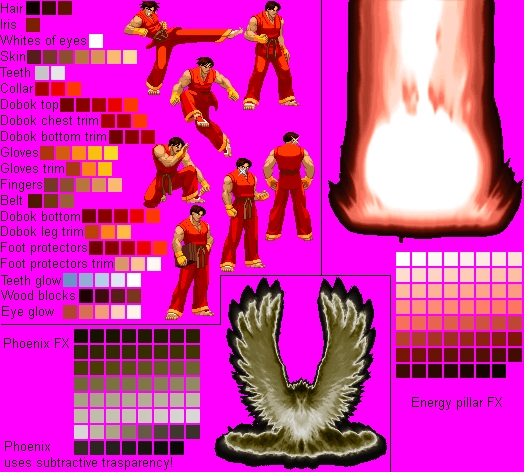 Hair
Iris
Whites of eyes
Skin
Teeth
Collar
Dobok top
Dobok chest trim
Dobok bottom trim
Gloves
Gloves trim
Fingers
Belt
Dobok bottom
Dobok leg trim
Foot protectors
Foot protectors trim
Teeth glow
Wood blocks
Eye glow
Phoenix FX
Phoenix
uses subtractive trasparency!
Energy pillar FX